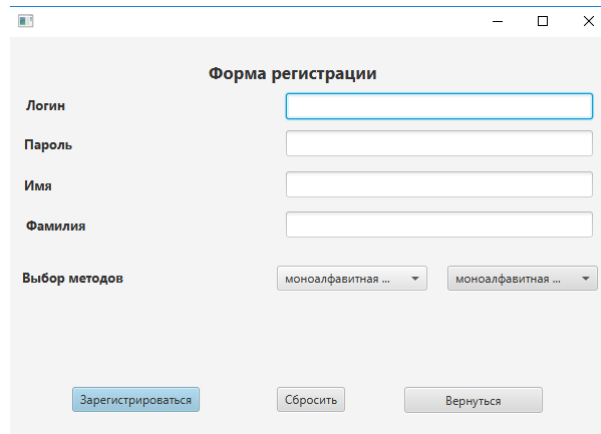 Форма регистрации
Логин
Пароль
Имя
Фамилия
Выбор методов моноалфавитная ... моноалфавитная ...
Зарегистрироваться Сбросить Вернуться